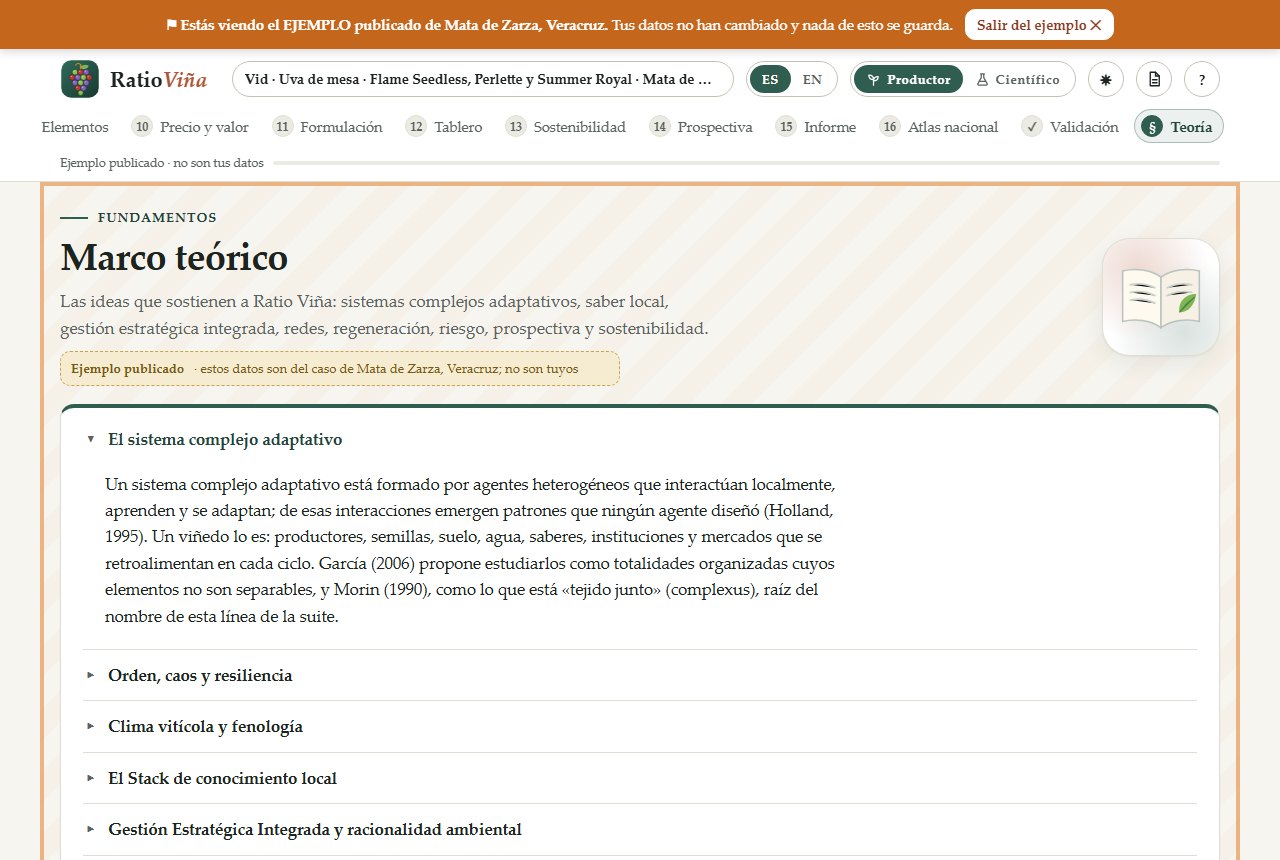 Estás viendo el EJEMPLO publicado de Mata de Zarza, Veracruz. Tus datos no han cambiado y nada de esto se guarda. Salir del ejemplo ✕
RatioViña
Vid · Uva de mesa · Flame Seedless, Perlette y Summer Royal · Mata de …
ES EN
Productor Científico
?
Elementos 10 Precio y valor 11 Formulación 12 Tablero 13 Sostenibilidad 14 Prospectiva 15 Informe 16 Atlas nacional ✓ Validación § Teoría
Ejemplo publicado · no son tus datos
FUNDAMENTOS
Marco teórico
Las ideas que sostienen a Ratio Viña: sistemas complejos adaptativos, saber local,
gestión estratégica integrada, redes, regeneración, riesgo, prospectiva y sostenibilidad.
Ejemplo publicado · estos datos son del caso de Mata de Zarza, Veracruz; no son tuyos
El sistema complejo adaptativo
Un sistema complejo adaptativo está formado por agentes heterogéneos que interactúan localmente,
aprenden y se adaptan; de esas interacciones emergen patrones que ningún agente diseñó (Holland,
1995). Un viñedo lo es: productores, semillas, suelo, agua, saberes, instituciones y mercados que se
retroalimentan en cada ciclo. García (2006) propone estudiarlos como totalidades organizadas cuyos
elementos no son separables, y Morin (1990), como lo que está «tejido junto» (complexus), raíz del
nombre de esta línea de la suite.
Orden, caos y resiliencia
Clima vitícola y fenología
El Stack de conocimiento local
Gestión Estratégica Integrada y racionalidad ambiental